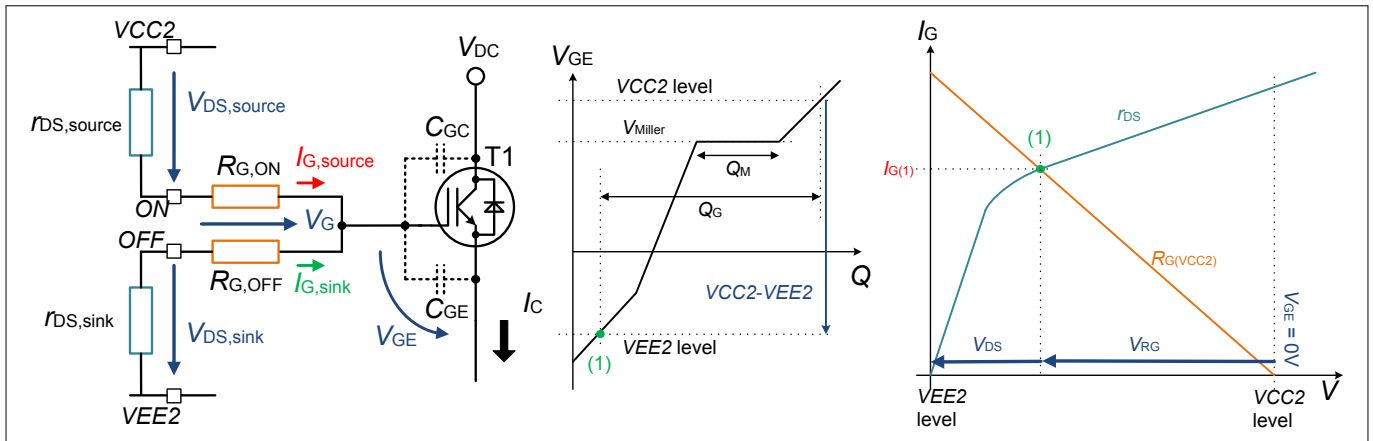 VCC2
VDS,source
rDS,source
RG,ON
IG,source
ON
VG
OFF
RG,OFF
IG,sink
rDS,sink
VDS,sink
VEE2
VDC
CGC
T1
CGE
VGE
IC
VGE
VCC2 level
VMiller
QM
QG
Q
VCC2-VEE2
(1)
VEE2 level
IG
rDS
(1)
IG(1)
RG(VCC2)
VGE = 0V
VDS
VRG
VEE2
level
VCC2
level
V